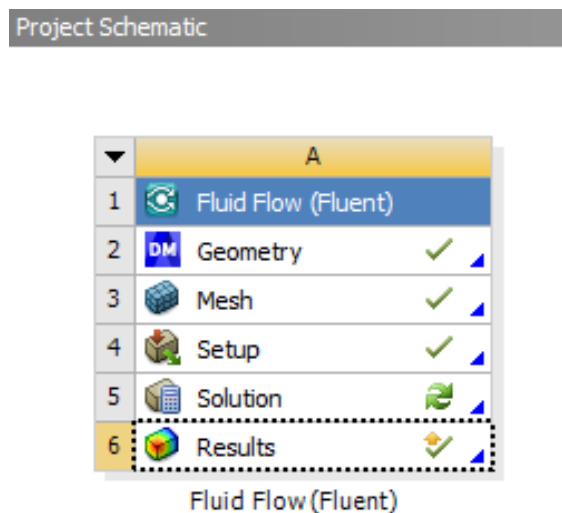 Project Schematic
A
1 Fluid Flow (Fluent)
2 DM Geometry
3 Mesh
4 Setup
5 Solution
6 Results
Fluid Flow (Fluent)